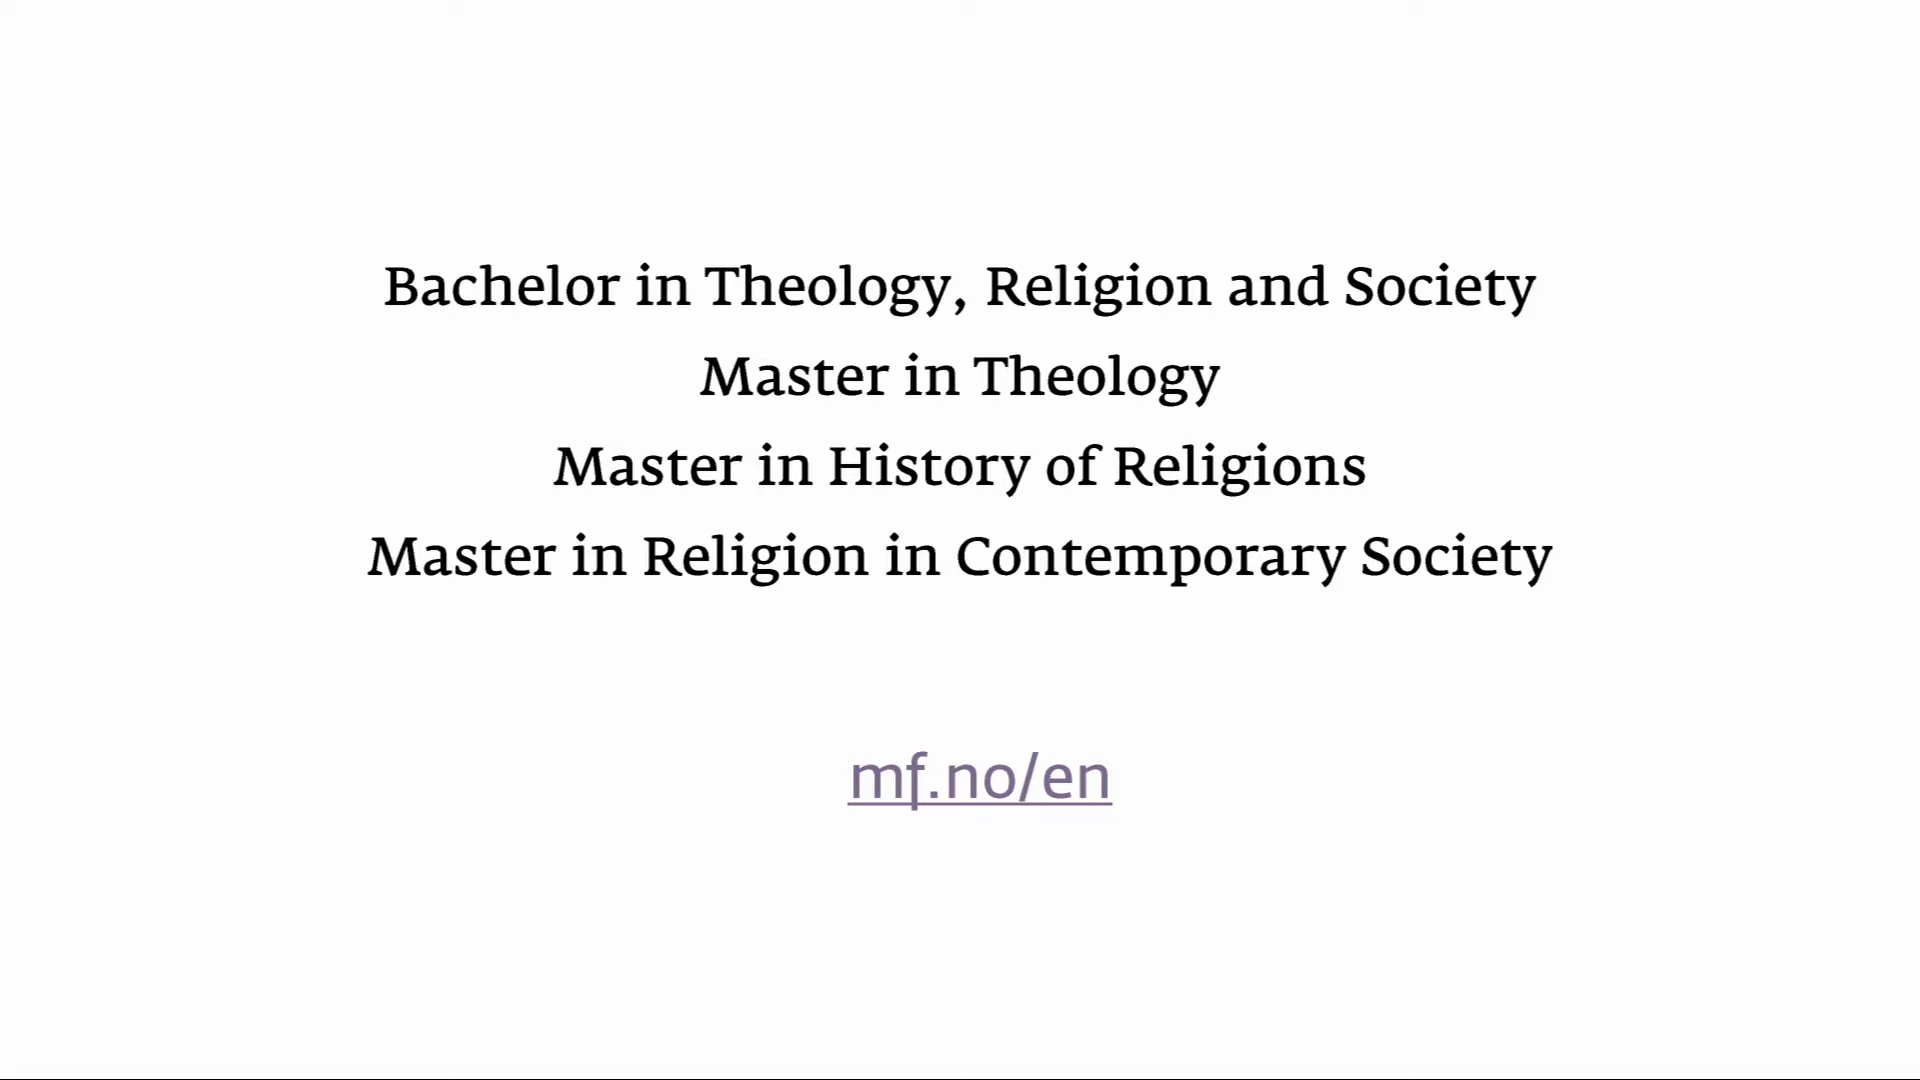 Bachelor in Theology, Religion and Society
Master in Theology
Master in History of Religions
Master in Religion in Contemporary Society
mf.no/en